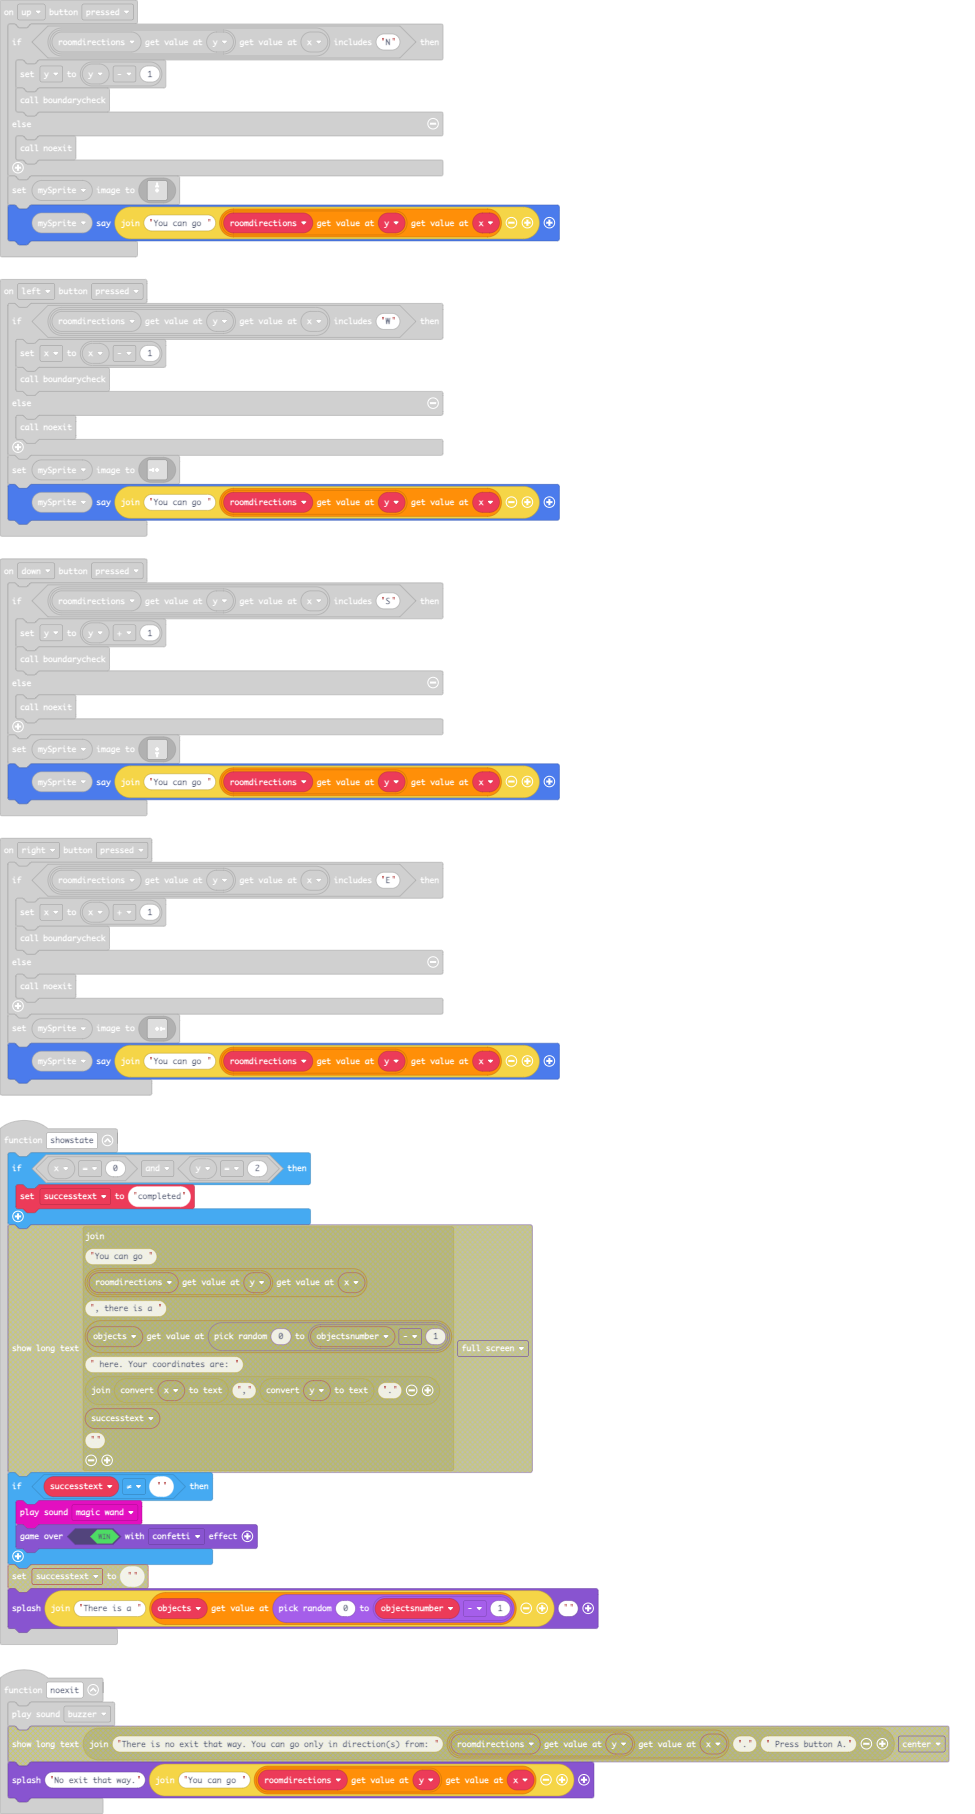 on up button pressed
if roomdirections get value at y get value at x includes "N" then
set y to y - 1
call boundarycheck
else
call noexit
set mySprite image to
mySprite say join "You can go " roomdirections get value at y get value at x
on left button pressed
if roomdirections get value at y get value at x includes "W" then
set x to x - 1
call boundarycheck
else
call noexit
set mySprite image to
mySprite say join "You can go " roomdirections get value at y get value at x
on down button pressed
if roomdirections get value at y get value at x includes "S" then
set y to y + 1
call boundarycheck
else
call noexit
set mySprite image to
mySprite say join "You can go " roomdirections get value at y get value at x
on right button pressed
if roomdirections get value at y get value at x includes "E" then
set x to x + 1
call boundarycheck
else
call noexit
set mySprite image to
mySprite say join "You can go " roomdirections get value at y get value at x
function showstate
if x = 0 and y = 2 then
set successtext to "completed"
join
"You can go "
roomdirections get value at y get value at x
", there is a "
objects get value at pick random 0 to objectsnumber - 1
show long text full screen
" here. Your coordinates are: "
join convert x to text "," convert y to text "."
successtext
""
if successtext ≠ "" then
play sound magic wand
game over WIN with confetti effect
set successtext to ""
splash join "There is a " objects get value at pick random 0 to objectsnumber - 1 ""
function noexit
play sound buzzer
show long text join "There is no exit that way. You can go only in direction(s) from: " roomdirections get value at y get value at x "." " Press button A." center
splash "No exit that way." join "You can go " roomdirections get value at y get value at x